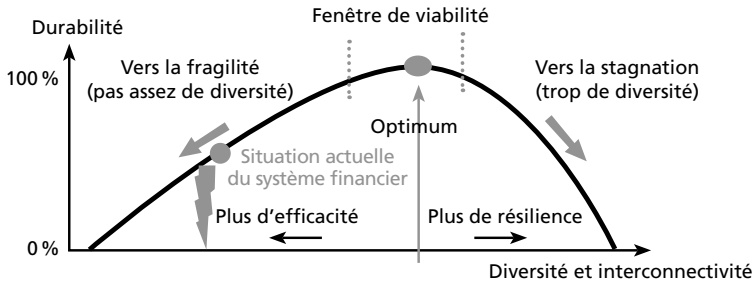 Fenêtre de viabilité
Durabilité
100 %
Vers la fragilité
(pas assez de diversité)
Vers la stagnation
(trop de diversité)
Optimum
Situation actuelle
du système financier
Plus d’efficacité
Plus de résilience
0 %
Diversité et interconnectivité